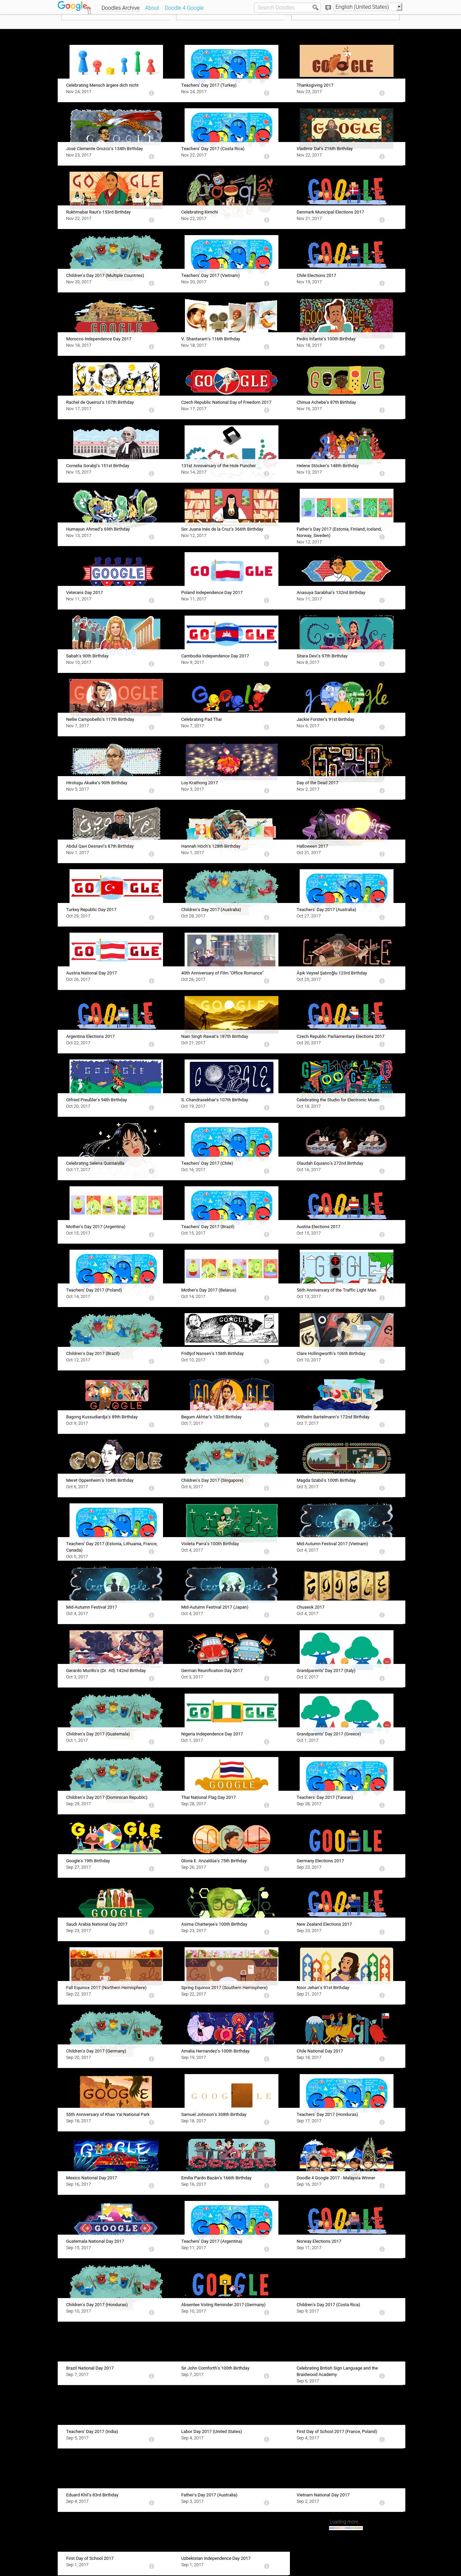 Google Doodles Archive About Doodle 4 Google Search Doodles English (United States)
Celebrating Mensch ärgere dich nicht
Nov 24, 2017
Teachers' Day 2017 (Turkey)
Nov 24, 2017
Thanksgiving 2017
Nov 23, 2017
José Clemente Orozco's 134th Birthday
Nov 23, 2017
Teachers' Day 2017 (Costa Rica)
Nov 22, 2017
Vladimir Dal's 216th Birthday
Nov 22, 2017
Rukhmabai Raut's 153rd Birthday
Nov 22, 2017
Celebrating Kimchi
Nov 22, 2017
Denmark Municipal Elections 2017
Nov 21, 2017
Children's Day 2017 (Multiple Countries)
Nov 20, 2017
Teachers' Day 2017 (Vietnam)
Nov 20, 2017
Chile Elections 2017
Nov 19, 2017
Morocco Independence Day 2017
Nov 18, 2017
V. Shantaram's 116th Birthday
Nov 18, 2017
Pedro Infante's 100th Birthday
Nov 18, 2017
Rachel de Queiroz's 107th Birthday
Nov 17, 2017
Czech Republic National Day of Freedom 2017
Nov 17, 2017
Chinua Achebe's 87th Birthday
Nov 16, 2017
Cornelia Sorabji's 151st Birthday
Nov 15, 2017
131st Anniversary of the Hole Puncher
Nov 14, 2017
Helene Stöcker's 148th Birthday
Nov 13, 2017
Humayun Ahmed's 69th Birthday
Nov 13, 2017
Sor Juana Inés de la Cruz's 366th Birthday
Nov 12, 2017
Father's Day 2017 (Estonia, Finland, Iceland,
Norway, Sweden)
Nov 12, 2017
Veterans Day 2017
Nov 11, 2017
Poland Independence Day 2017
Nov 11, 2017
Anasuya Sarabhai's 132nd Birthday
Nov 11, 2017
Sabah's 90th Birthday
Nov 10, 2017
Cambodia Independence Day 2017
Nov 9, 2017
Sitara Devi's 97th Birthday
Nov 8, 2017
Nellie Campobello's 117th Birthday
Nov 7, 2017
Celebrating Pad Thai
Nov 7, 2017
Jackie Forster's 91st Birthday
Nov 6, 2017
Hirotugu Akaike's 90th Birthday
Nov 5, 2017
Loy Krathong 2017
Nov 3, 2017
Day of the Dead 2017
Nov 2, 2017
Abdul Qavi Desnavi's 87th Birthday
Nov 1, 2017
Hannah Höch's 128th Birthday
Nov 1, 2017
Halloween 2017
Oct 31, 2017
Turkey Republic Day 2017
Oct 29, 2017
Children's Day 2017 (Australia)
Oct 28, 2017
Teachers' Day 2017 (Australia)
Oct 27, 2017
Austria National Day 2017
Oct 26, 2017
40th Anniversary of Film "Office Romance"
Oct 26, 2017
Âşık Veysel Şatıroğlu 123rd Birthday
Oct 25, 2017
Argentina Elections 2017
Oct 22, 2017
Nain Singh Rawat's 187th Birthday
Oct 21, 2017
Czech Republic Parliamentary Elections 2017
Oct 20, 2017
Otfried Preußler's 94th Birthday
Oct 20, 2017
S. Chandrasekhar's 107th Birthday
Oct 19, 2017
Celebrating the Studio for Electronic Music
Oct 18, 2017
Celebrating Selena Quintanilla
Oct 17, 2017
Teachers' Day 2017 (Chile)
Oct 16, 2017
Olaudah Equiano's 272nd Birthday
Oct 16, 2017
Mother's Day 2017 (Argentina)
Oct 15, 2017
Teachers' Day 2017 (Brazil)
Oct 15, 2017
Austria Elections 2017
Oct 15, 2017
Teachers' Day 2017 (Poland)
Oct 14, 2017
Mother's Day 2017 (Belarus)
Oct 14, 2017
56th Anniversary of the Traffic Light Man
Oct 13, 2017
Children's Day 2017 (Brazil)
Oct 12, 2017
Fridtjof Nansen's 156th Birthday
Oct 10, 2017
Clare Hollingworth's 106th Birthday
Oct 10, 2017
Bagong Kussudiardja's 89th Birthday
Oct 9, 2017
Begum Akhtar's 103rd Birthday
Oct 7, 2017
Wilhelm Bartelmann's 172nd Birthday
Oct 7, 2017
Meret Oppenheim's 104th Birthday
Oct 6, 2017
Children's Day 2017 (Singapore)
Oct 6, 2017
Magda Szabó's 100th Birthday
Oct 5, 2017
Teachers' Day 2017 (Estonia, Lithuania, France,
Canada)
Oct 5, 2017
Violeta Parra's 100th Birthday
Oct 4, 2017
Mid-Autumn Festival 2017 (Vietnam)
Oct 4, 2017
Mid-Autumn Festival 2017
Oct 4, 2017
Mid-Autumn Festival 2017 (Japan)
Oct 4, 2017
Chuseok 2017
Oct 4, 2017
Gerardo Murillo's (Dr. Atl) 142nd Birthday
Oct 3, 2017
German Reunification Day 2017
Oct 3, 2017
Grandparents' Day 2017 (Italy)
Oct 2, 2017
Children's Day 2017 (Guatemala)
Oct 1, 2017
Nigeria Independence Day 2017
Oct 1, 2017
Grandparents' Day 2017 (Greece)
Oct 1, 2017
Children's Day 2017 (Dominican Republic)
Sep 29, 2017
Thai National Flag Day 2017
Sep 28, 2017
Teachers' Day 2017 (Taiwan)
Sep 28, 2017
Google's 19th Birthday
Sep 27, 2017
Gloria E. Anzaldúa's 75th Birthday
Sep 26, 2017
Germany Elections 2017
Sep 23, 2017
Saudi Arabia National Day 2017
Sep 23, 2017
Asima Chatterjee's 100th Birthday
Sep 23, 2017
New Zealand Elections 2017
Sep 23, 2017
Fall Equinox 2017 (Northern Hemisphere)
Sep 22, 2017
Spring Equinox 2017 (Southern Hemisphere)
Sep 22, 2017
Noor Jehan's 91st Birthday
Sep 21, 2017
Children's Day 2017 (Germany)
Sep 20, 2017
Amalia Hernández's 100th Birthday
Sep 19, 2017
Chile National Day 2017
Sep 18, 2017
55th Anniversary of Khao Yai National Park
Sep 18, 2017
Samuel Johnson's 308th Birthday
Sep 18, 2017
Teachers' Day 2017 (Honduras)
Sep 17, 2017
Mexico National Day 2017
Sep 16, 2017
Emilia Pardo Bazán's 166th Birthday
Sep 16, 2017
Doodle 4 Google 2017 - Malaysia Winner
Sep 16, 2017
Guatemala National Day 2017
Sep 15, 2017
Teachers' Day 2017 (Argentina)
Sep 11, 2017
Norway Elections 2017
Sep 11, 2017
Children's Day 2017 (Honduras)
Sep 10, 2017
Absentee Voting Reminder 2017 (Germany)
Sep 10, 2017
Children's Day 2017 (Costa Rica)
Sep 9, 2017
Brazil National Day 2017
Sep 7, 2017
Sir John Cornforth's 100th Birthday
Sep 7, 2017
Celebrating British Sign Language and the
Braidwood Academy
Sep 6, 2017
Teachers' Day 2017 (India)
Sep 5, 2017
Labor Day 2017 (United States)
Sep 4, 2017
First Day of School 2017 (France, Poland)
Sep 4, 2017
Eduard Khil's 83rd Birthday
Sep 4, 2017
Father's Day 2017 (Australia)
Sep 3, 2017
Vietnam National Day 2017
Sep 2, 2017
Loading more
First Day of School 2017
Sep 1, 2017
Uzbekistan Independence Day 2017
Sep 1, 2017